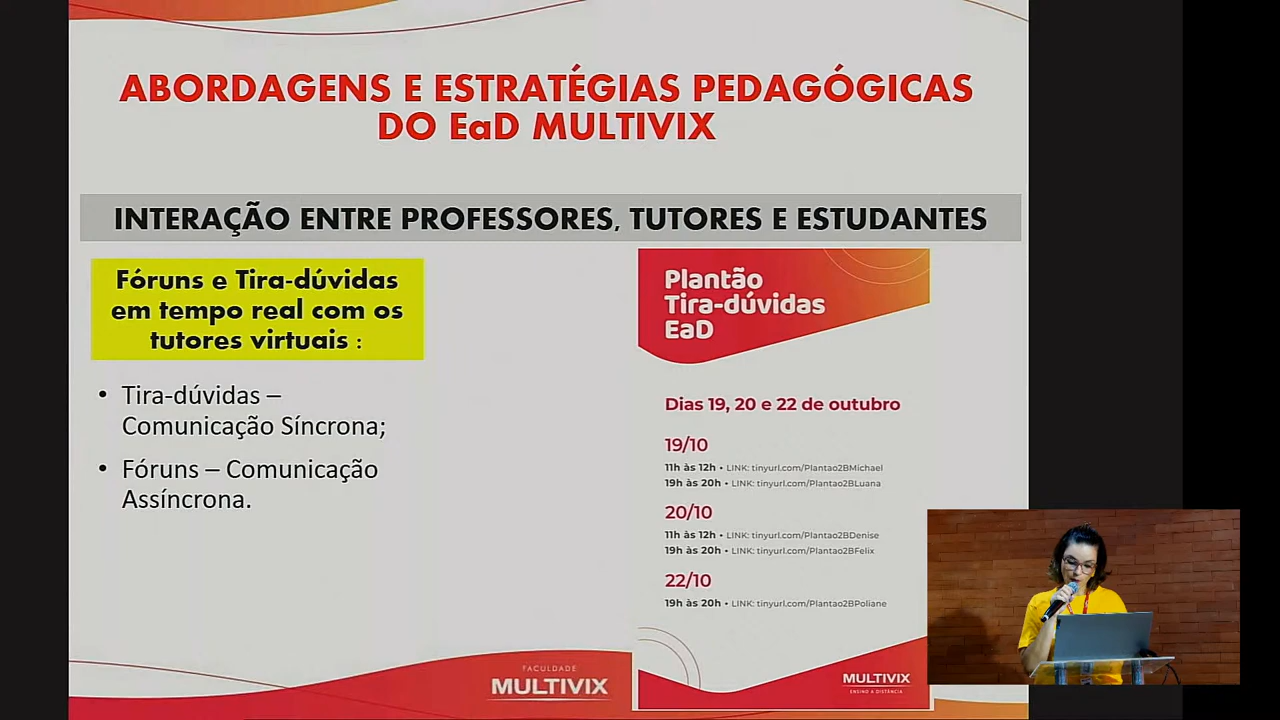 ABORDAGENS E ESTRATÉGIAS PEDAGÓGICAS
DO EaD MULTIVIX
INTERAÇÃO ENTRE PROFESSORES, TUTORES E ESTUDANTES
Fóruns e Tira-dúvidas
em tempo real com os
tutores virtuais :
• Tira-dúvidas –
Comunicação Síncrona;
• Fóruns – Comunicação
Assíncrona.
Plantão
Tira-dúvidas
EaD
Dias 19, 20 e 22 de outubro
19/10
11h às 12h • LINK: tinyurl.com/Plantao2BMichael
19h às 20h • LINK: tinyurl.com/Plantao2BLuana
20/10
11h às 12h • LINK: tinyurl.com/Plantao2BDenise
19h às 20h • LINK: tinyurl.com/Plantao2BFelix
22/10
19h às 20h • LINK: tinyurl.com/Plantao2BPoliane
FACULDADE
MULTIVIX
MULTIVIX
ENSINO A DISTÂNCIA